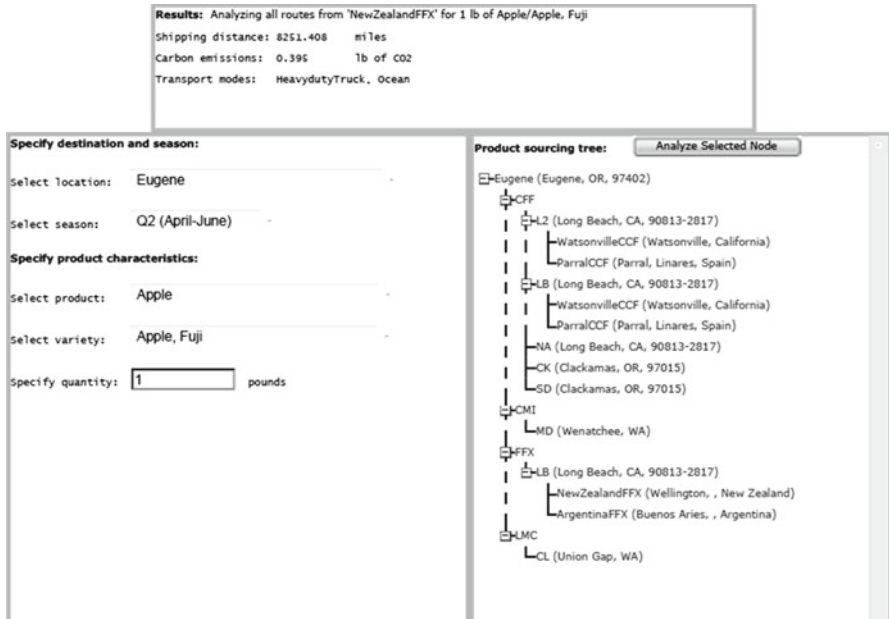 Results: Analyzing all routes from 'NewZealandFFX' for 1 lb of Apple/Apple, Fuji
Shipping distance: 8251.408 miles
Carbon emissions: 0.395 lb of CO2
Transport modes: HeavydutyTruck, Ocean
Specify destination and season:
Select location: Eugene
Select season: Q2 (April-June)
Specify product characteristics:
Select product: Apple
Select variety: Apple, Fuji
Specify quantity: 1 pounds
Product sourcing tree: Analyze Selected Node
Eugene (Eugene, OR, 97402)
CFF
L2 (Long Beach, CA, 90813-2817)
WatsonvilleCCF (Watsonville, California)
ParralCCF (Parral, Linares, Spain)
LB (Long Beach, CA, 90813-2817)
WatsonvilleCCF (Watsonville, California)
ParralCCF (Parral, Linares, Spain)
NA (Long Beach, CA, 90813-2817)
CK (Clackamas, OR, 97015)
SD (Clackamas, OR, 97015)
CMI
MD (Wenatchee, WA)
FFX
LB (Long Beach, CA, 90813-2817)
NewZealandFFX (Wellington, , New Zealand)
ArgentinaFFX (Buenos Aries, , Argentina)
LMC
CL (Union Gap, WA)